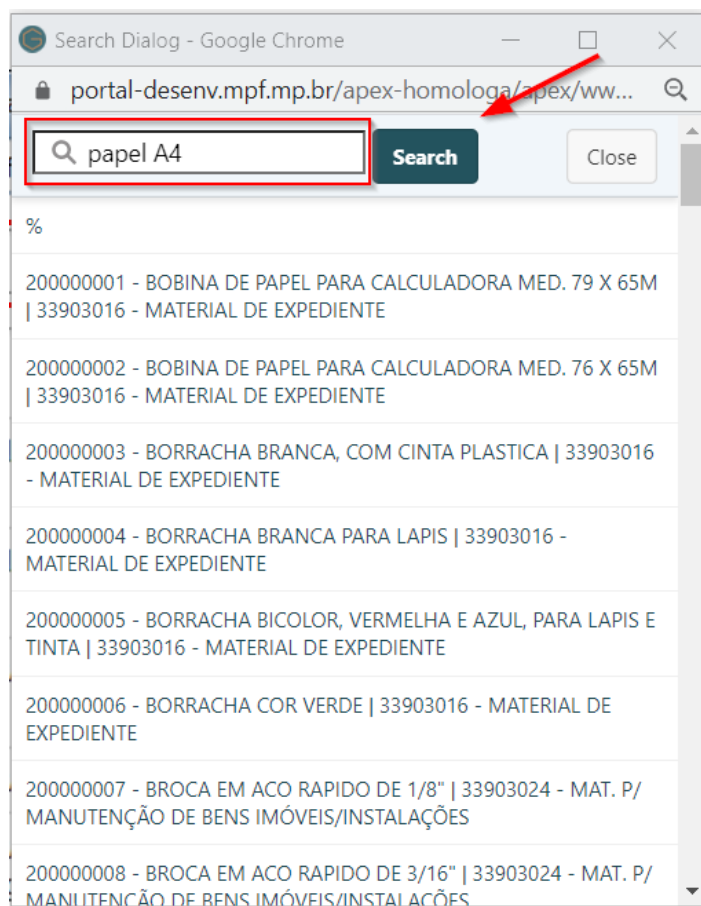 Search Dialog - Google Chrome
portal-desenv.mpf.mp.br/apex-homologa/apex/ww...
papel A4
Search
Close
%
200000001 - BOBINA DE PAPEL PARA CALCULADORA MED. 79 X 65M
| 33903016 - MATERIAL DE EXPEDIENTE
200000002 - BOBINA DE PAPEL PARA CALCULADORA MED. 76 X 65M
| 33903016 - MATERIAL DE EXPEDIENTE
200000003 - BORRACHA BRANCA, COM CINTA PLASTICA | 33903016
- MATERIAL DE EXPEDIENTE
200000004 - BORRACHA BRANCA PARA LAPIS | 33903016 -
MATERIAL DE EXPEDIENTE
200000005 - BORRACHA BICOLOR, VERMELHA E AZUL, PARA LAPIS E
TINTA | 33903016 - MATERIAL DE EXPEDIENTE
200000006 - BORRACHA COR VERDE | 33903016 - MATERIAL DE
EXPEDIENTE
200000007 - BROCA EM ACO RAPIDO DE 1/8" | 33903024 - MAT. P/
MANUTENÇÃO DE BENS IMÓVEIS/INSTALAÇÕES
200000008 - BROCA EM ACO RAPIDO DE 3/16" | 33903024 - MAT. P/
MANUTENÇÃO DE BENS IMÓVEIS/INSTALAÇÕES